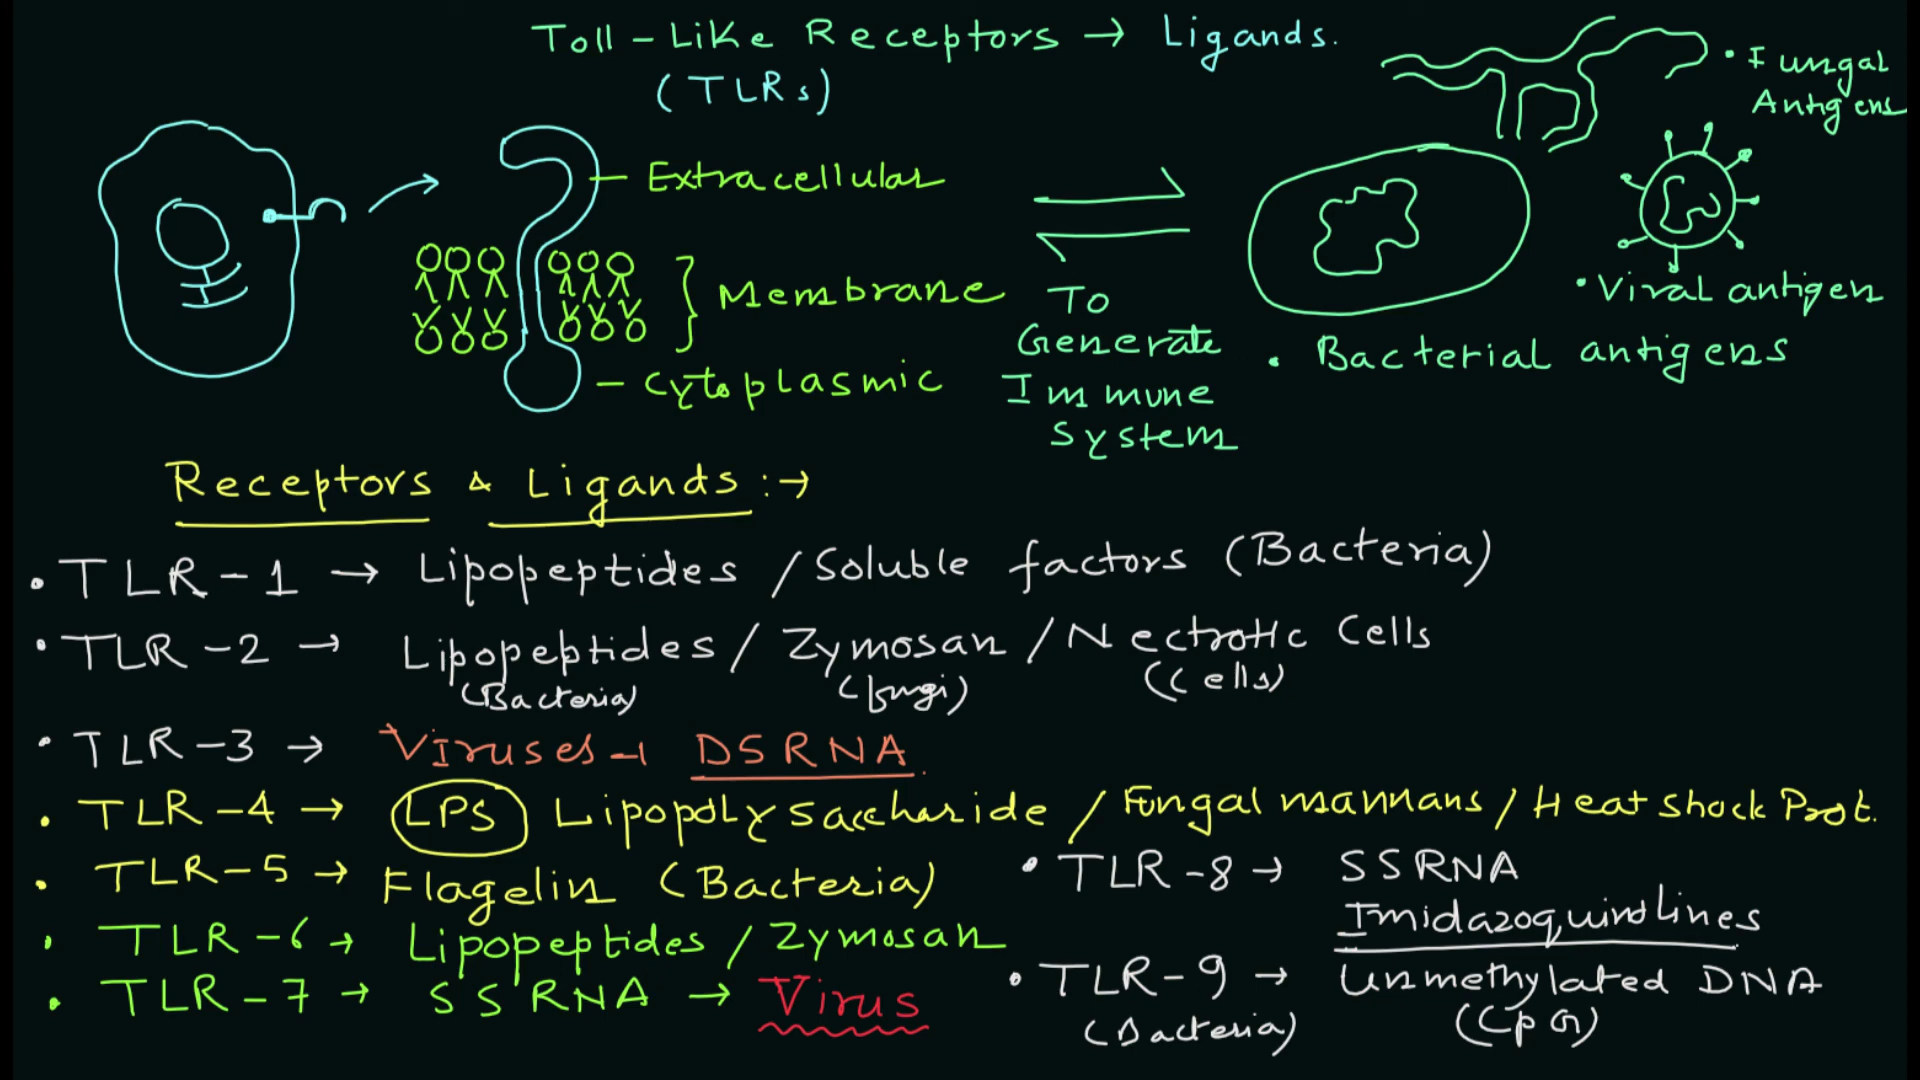 Toll-Like Receptors → Ligands.
(TLRs)
• Fungal
Antigens
Extracellular
Membrane
Cytoplasmic
To
Generate
Immune
System
• Viral antigen
• Bacterial antigens
Receptors & Ligands :→
• TLR-1 → Lipopeptides / Soluble factors (Bacteria)
• TLR-2 → Lipopeptides / Zymosan / Nectrotic Cells
(Bacteria) (fungi) (Cells)
• TLR-3 → Viruses → DSRNA.
• TLR-4 → LPS Lipopolysaccharide / Fungal mannans / Heat shock Prot.
• TLR-5 → Flagelin (Bacteria)
• TLR-6 → Lipopeptides / Zymosan
• TLR-7 → SSRNA → Virus
• TLR-8 → SSRNA
• TLR-9 → Unmethylated DNA
(Bacteria) (CpG)